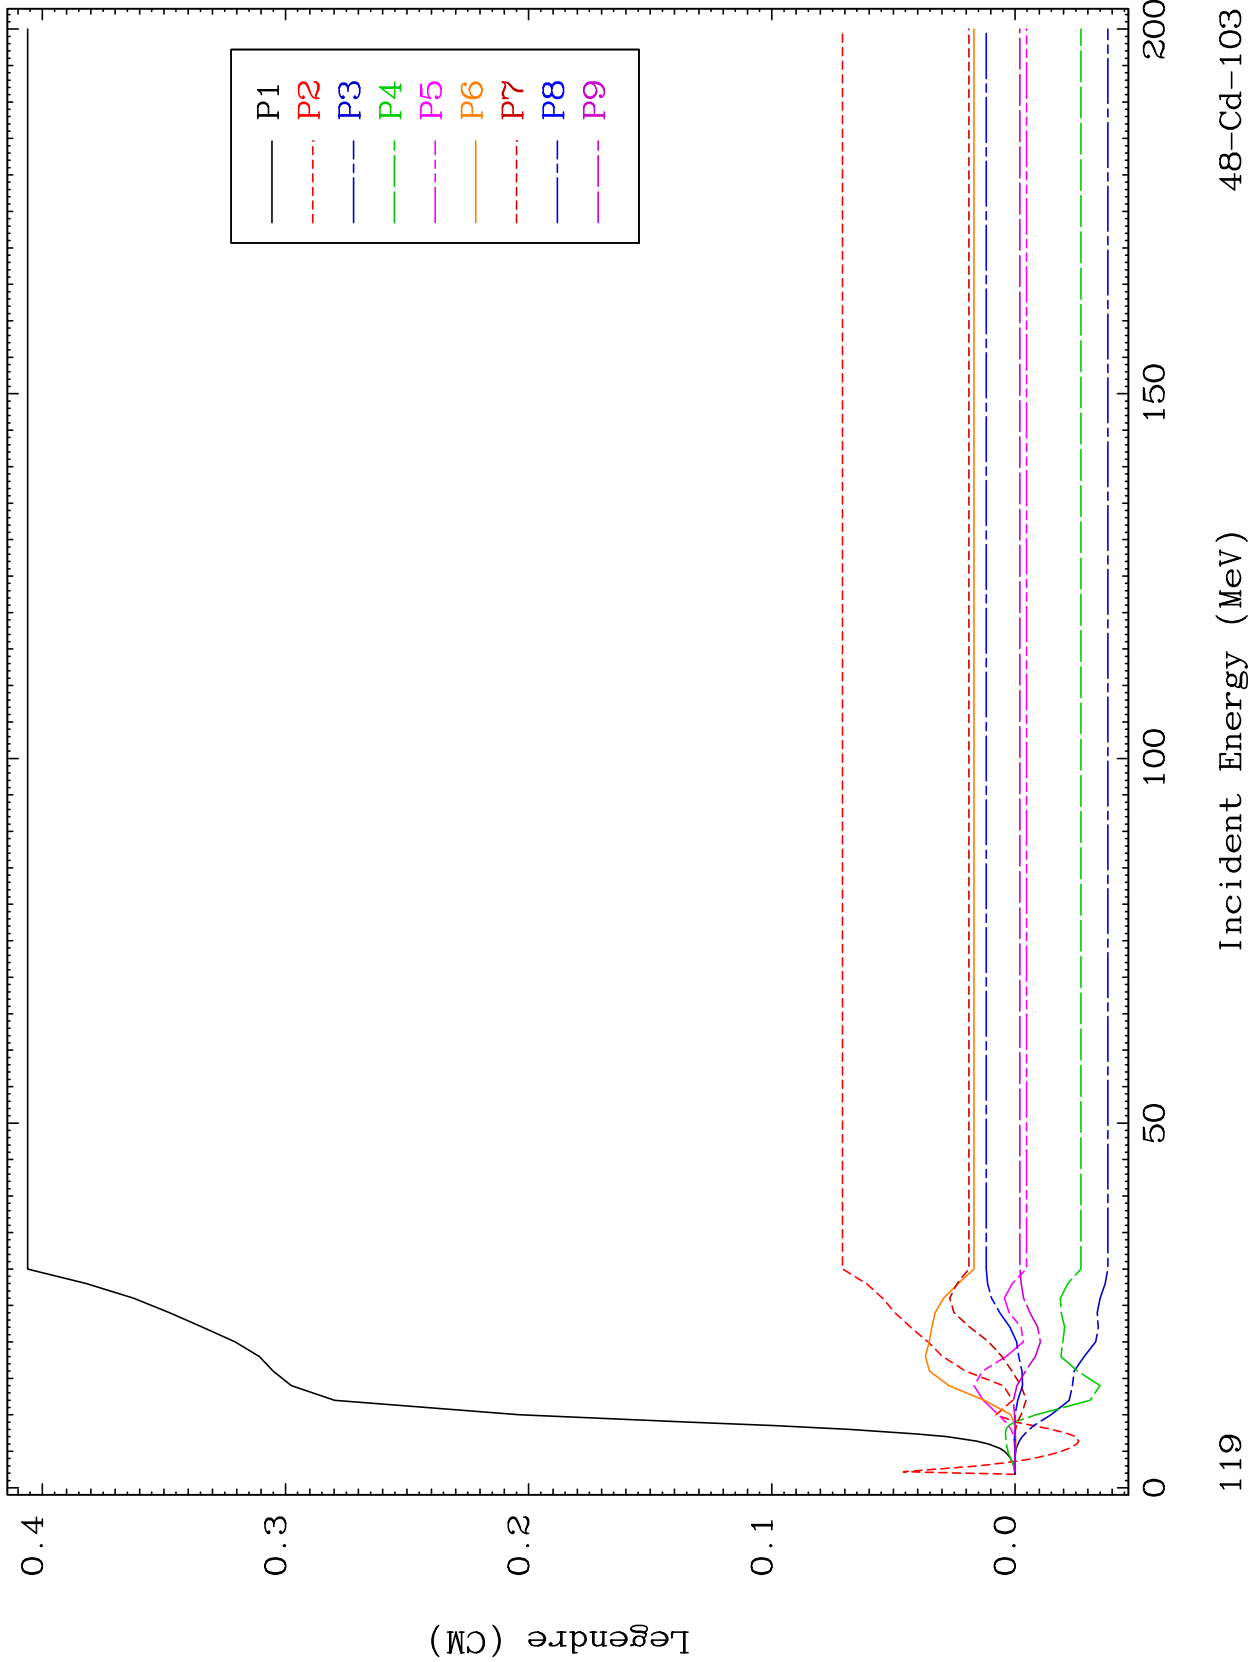 Legendre (CM)
0.4
0.3
0.2
0.1
0.0
P1
P2
P3
P4
P5
P6
P7
P8
P9
0
50
100
150
200
119
Incident Energy (MeV)
48-Cd-103